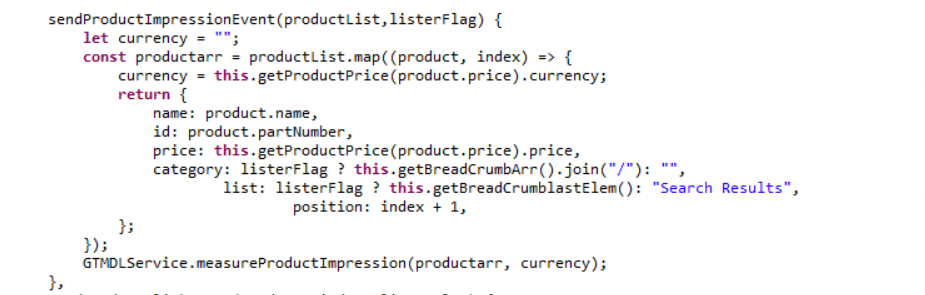 sendProductImpressionEvent(productList,listerFlag) {
let currency = "";
const productarr = productList.map((product, index) => {
currency = this.getProductPrice(product.price).currency;
return {
name: product.name,
id: product.partNumber,
price: this.getProductPrice(product.price).price,
category: listerFlag ? this.getBreadCrumbArr().join("/"): "",
list: listerFlag ? this.getBreadCrumblastElem(): "Search Results",
position: index + 1,
};
});
GTMDLService.measureProductImpression(productarr, currency);
},